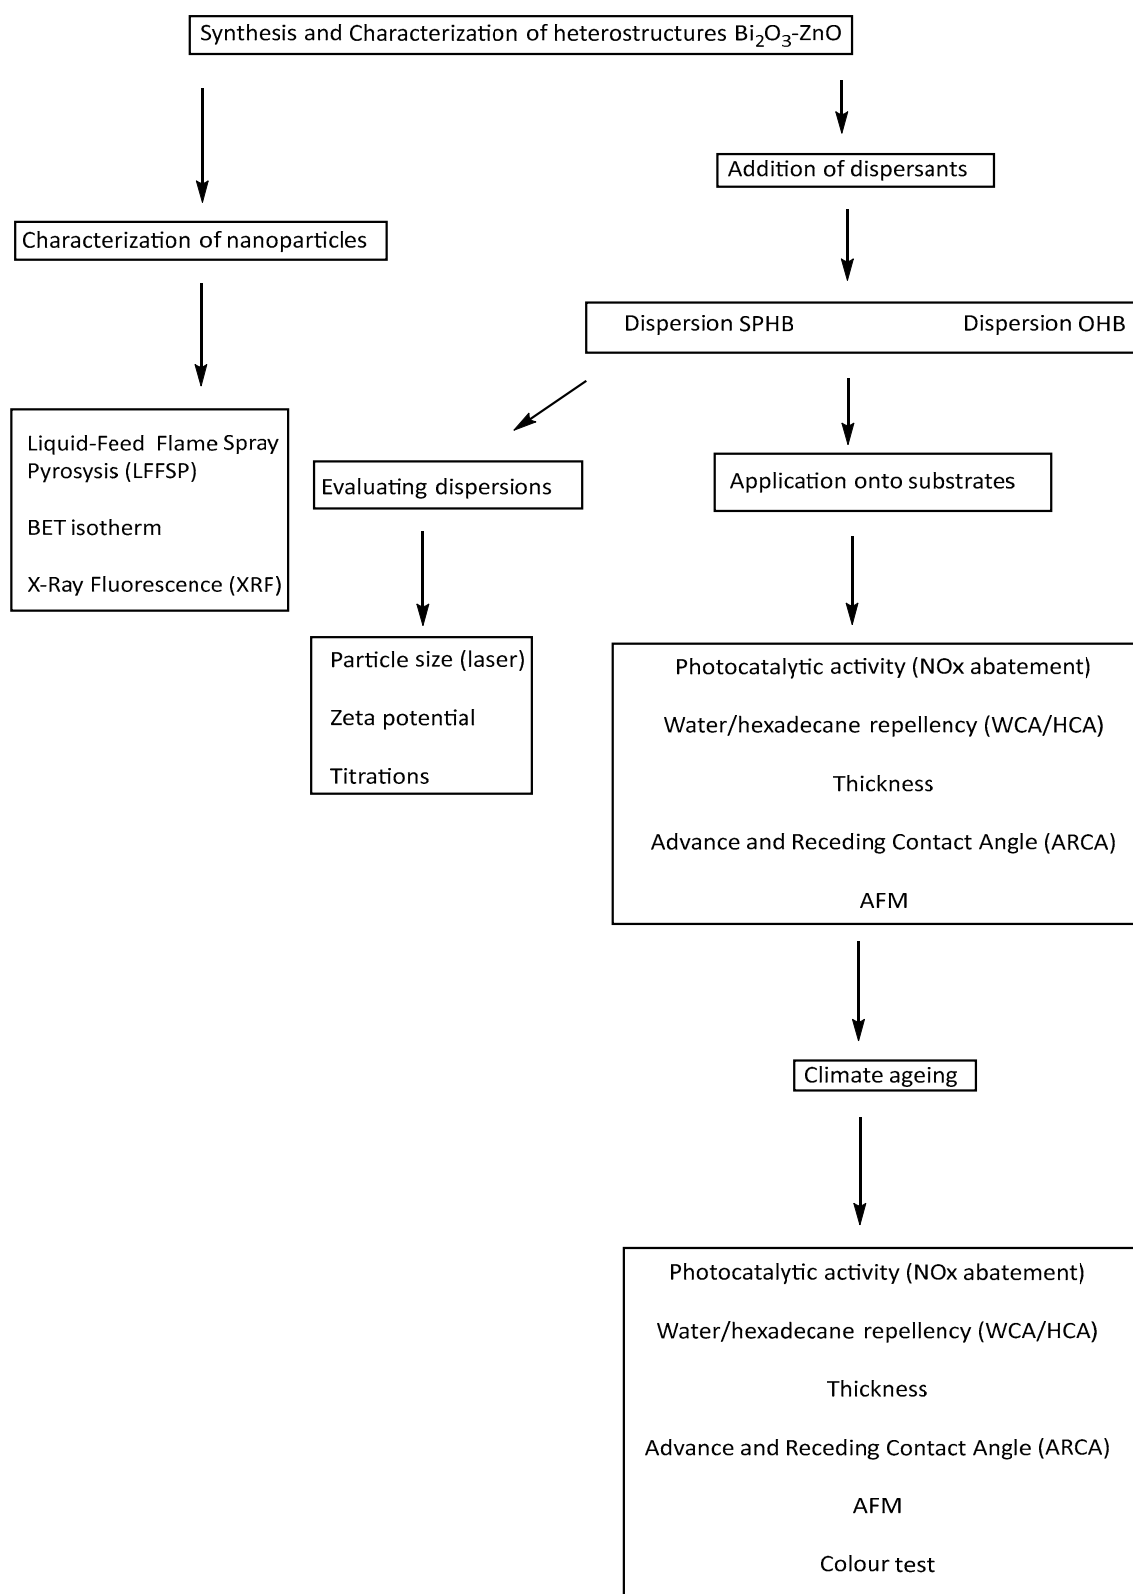 Synthesis and Characterization of heterostructures Bi₂O₃-ZnO
Addition of dispersants
Characterization of nanoparticles
Dispersion SPHB Dispersion OHB
Liquid-Feed Flame Spray
Pyrosysis (LFFSP)
BET isotherm
X-Ray Fluorescence (XRF)
Evaluating dispersions
Application onto substrates
Particle size (laser)
Zeta potential
Titrations
Photocatalytic activity (NOx abatement)
Water/hexadecane repellency (WCA/HCA)
Thickness
Advance and Receding Contact Angle (ARCA)
AFM
Climate ageing
Photocatalytic activity (NOx abatement)
Water/hexadecane repellency (WCA/HCA)
Thickness
Advance and Receding Contact Angle (ARCA)
AFM
Colour test